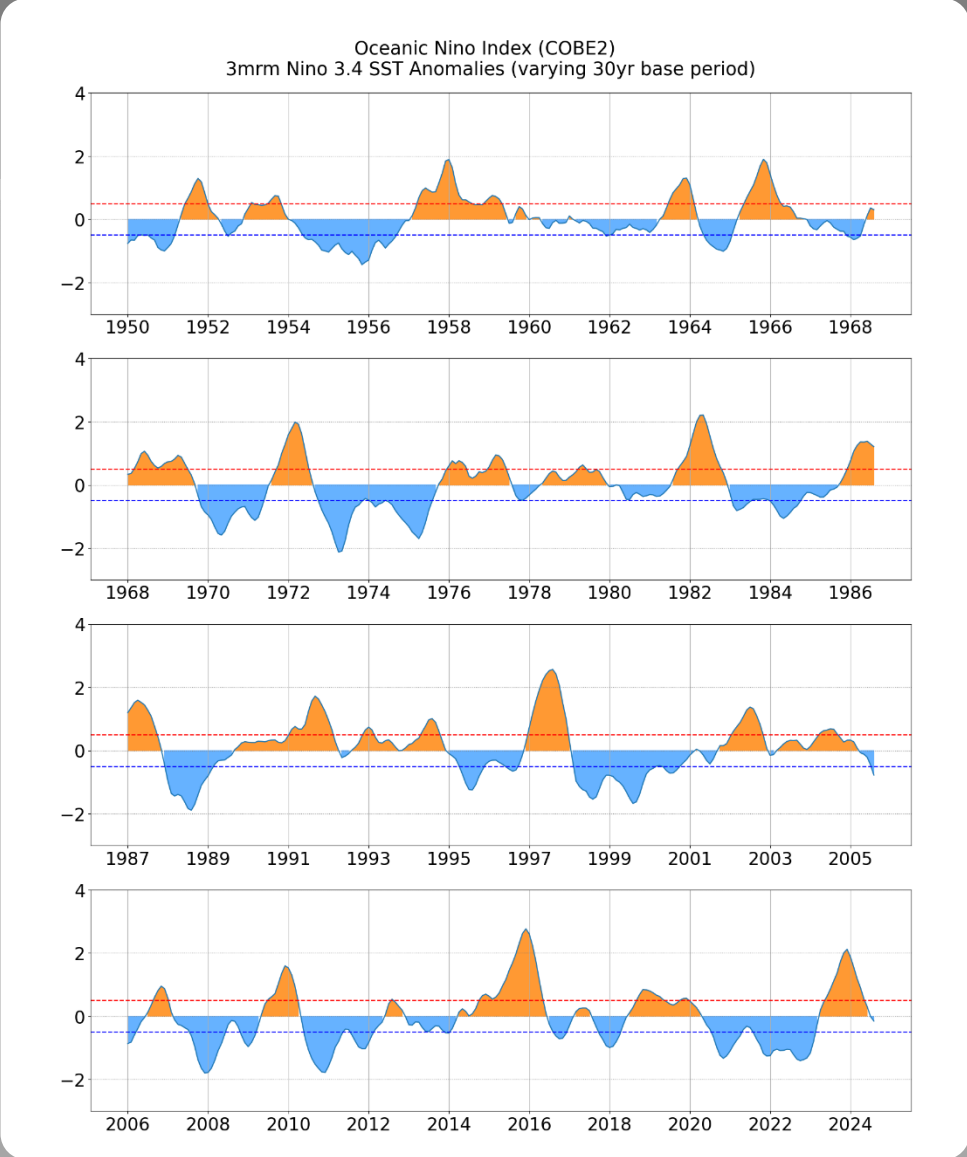 Oceanic Nino Index (COBE2)
3mrm Nino 3.4 SST Anomalies (varying 30yr base period)
4
2
0
−2
1950 1952 1954 1956 1958 1960 1962 1964 1966 1968
4
2
0
−2
1968 1970 1972 1974 1976 1978 1980 1982 1984 1986
4
2
0
−2
1987 1989 1991 1993 1995 1997 1999 2001 2003 2005
4
2
0
−2
2006 2008 2010 2012 2014 2016 2018 2020 2022 2024